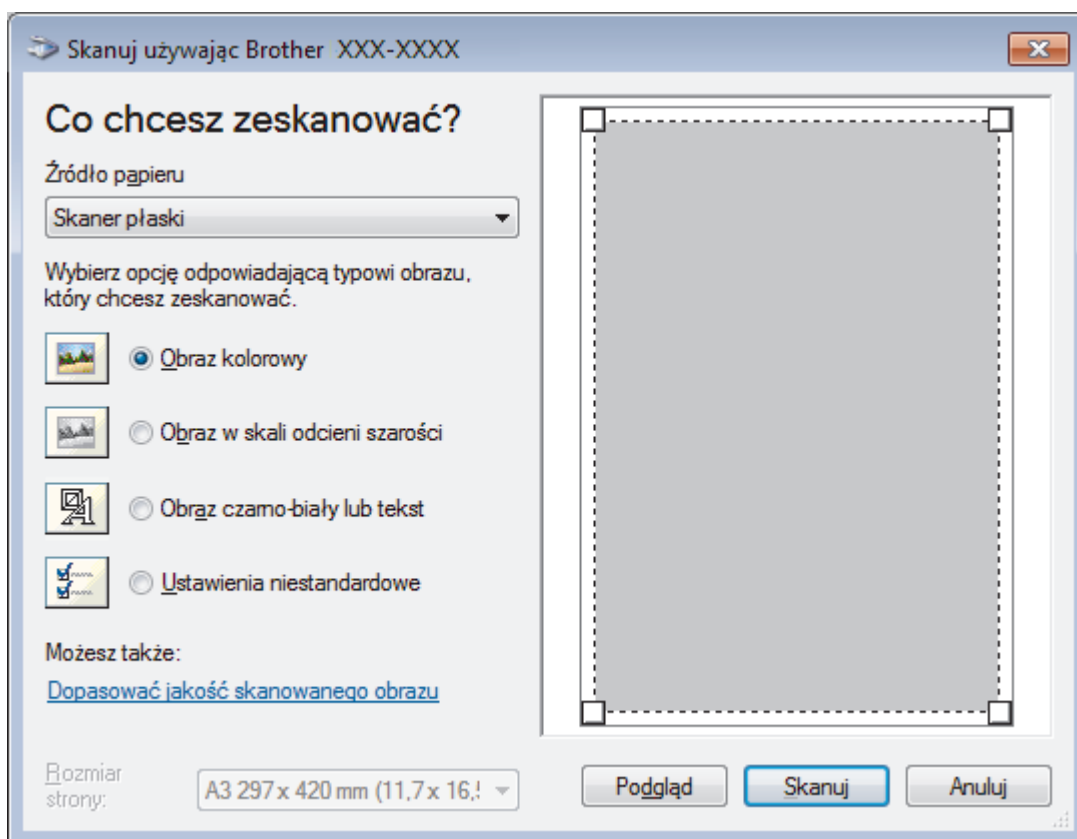 Skanuj używając Brother XXX-XXXX
Co chcesz zeskanować?
Źródło papieru
Skaner płaski
Wybierz opcję odpowiadającą typowi obrazu,
który chcesz zeskanować.
Obraz kolorowy
Obraz w skali odcieni szarości
Obraz czarno-biały lub tekst
Ustawienia niestandardowe
Możesz także:
Dopasować jakość skanowanego obrazu
Rozmiar
strony:
A3 297 x 420 mm (11,7 x 16,5
Podgląd
Skanuj
Anuluj